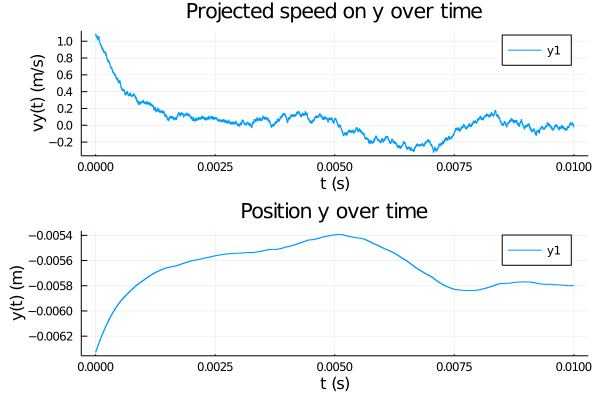 Projected speed on y over time
vy(t) (m/s)
1.0
0.8
0.6
0.4
0.2
0.0
−0.2
y1
0.0000 0.0025 0.0050 0.0075 0.0100
t (s)
Position y over time
y(t) (m)
−0.0054
−0.0056
−0.0058
−0.0060
−0.0062
y1
0.0000 0.0025 0.0050 0.0075 0.0100
t (s)